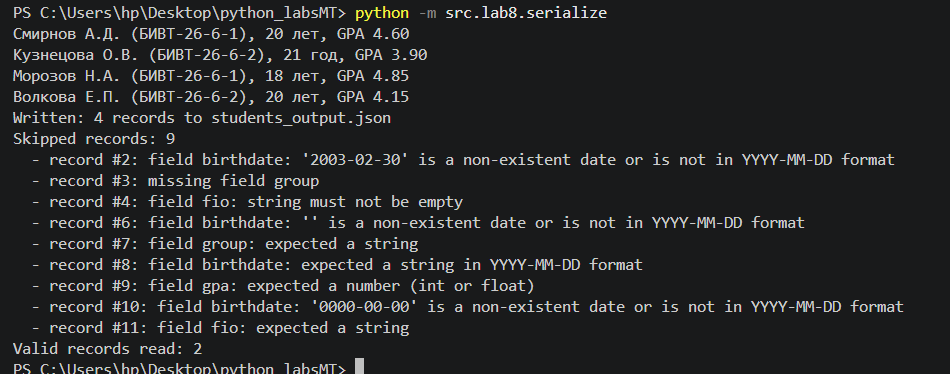 PS C:\Users\hp\Desktop\python_labsMT> python -m src.lab8.serialize
Смирнов А.Д. (БИВТ-26-6-1), 20 лет, GPA 4.60
Кузнецова О.В. (БИВТ-26-6-2), 21 год, GPA 3.90
Морозов Н.А. (БИВТ-26-6-1), 18 лет, GPA 4.85
Волкова Е.П. (БИВТ-26-6-2), 20 лет, GPA 4.15
Written: 4 records to students_output.json
Skipped records: 9
  - record #2: field birthdate: '2003-02-30' is a non-existent date or is not in YYYY-MM-DD format
  - record #3: missing field group
  - record #4: field fio: string must not be empty
  - record #6: field birthdate: '' is a non-existent date or is not in YYYY-MM-DD format
  - record #7: field group: expected a string
  - record #8: field birthdate: expected a string in YYYY-MM-DD format
  - record #9: field gpa: expected a number (int or float)
  - record #10: field birthdate: '0000-00-00' is a non-existent date or is not in YYYY-MM-DD format
  - record #11: field fio: expected a string
Valid records read: 2
PS C:\Users\hp\Desktop\python_labsMT>